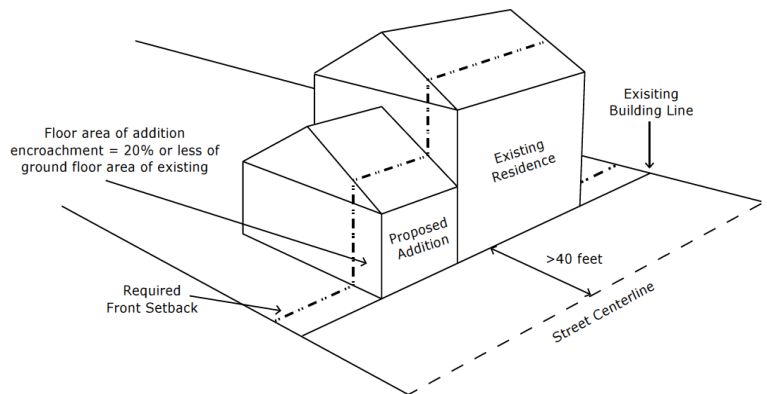 Exisiting
Building Line
Floor area of addition
encroachment = 20% or less of
ground floor area of existing
Existing
Residence
Proposed
Addition
>40 feet
Required
Front Setback
Street Centerline